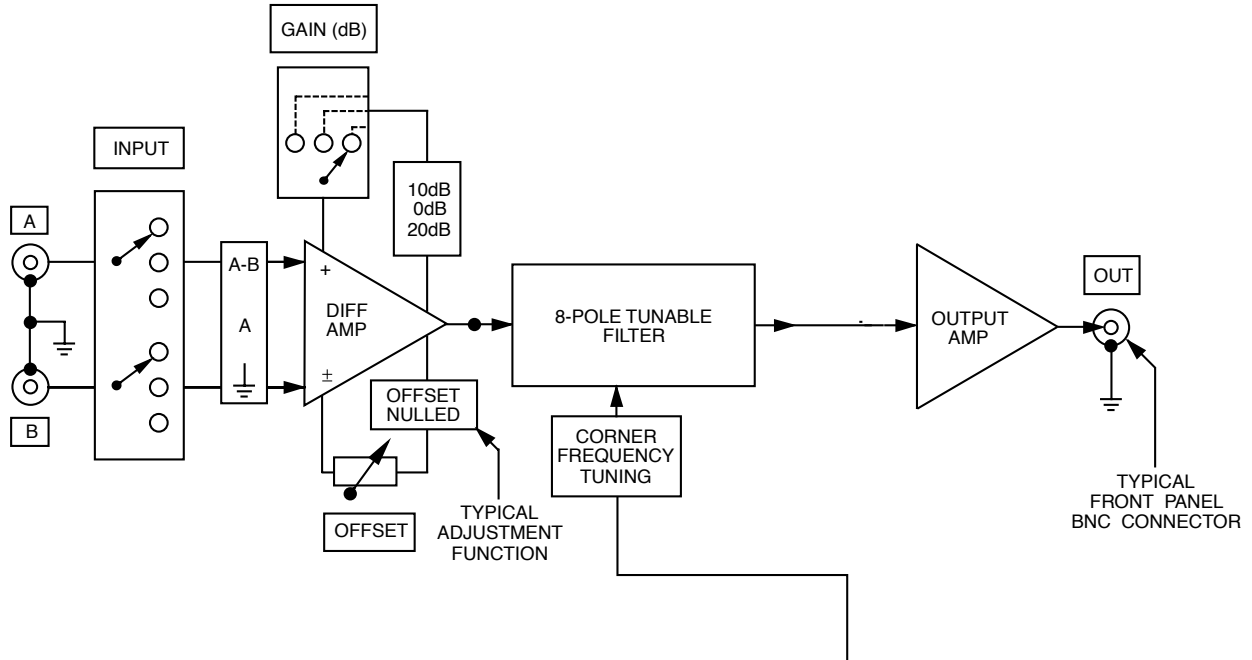 GAIN (dB)
INPUT
A
B
A-B
A
10dB
0dB
20dB
+
DIFF
AMP
±
OFFSET
NULLED
OFFSET
TYPICAL
ADJUSTMENT
FUNCTION
8-POLE TUNABLE
FILTER
CORNER
FREQUENCY
TUNING
OUTPUT
AMP
OUT
TYPICAL
FRONT PANEL
BNC CONNECTOR